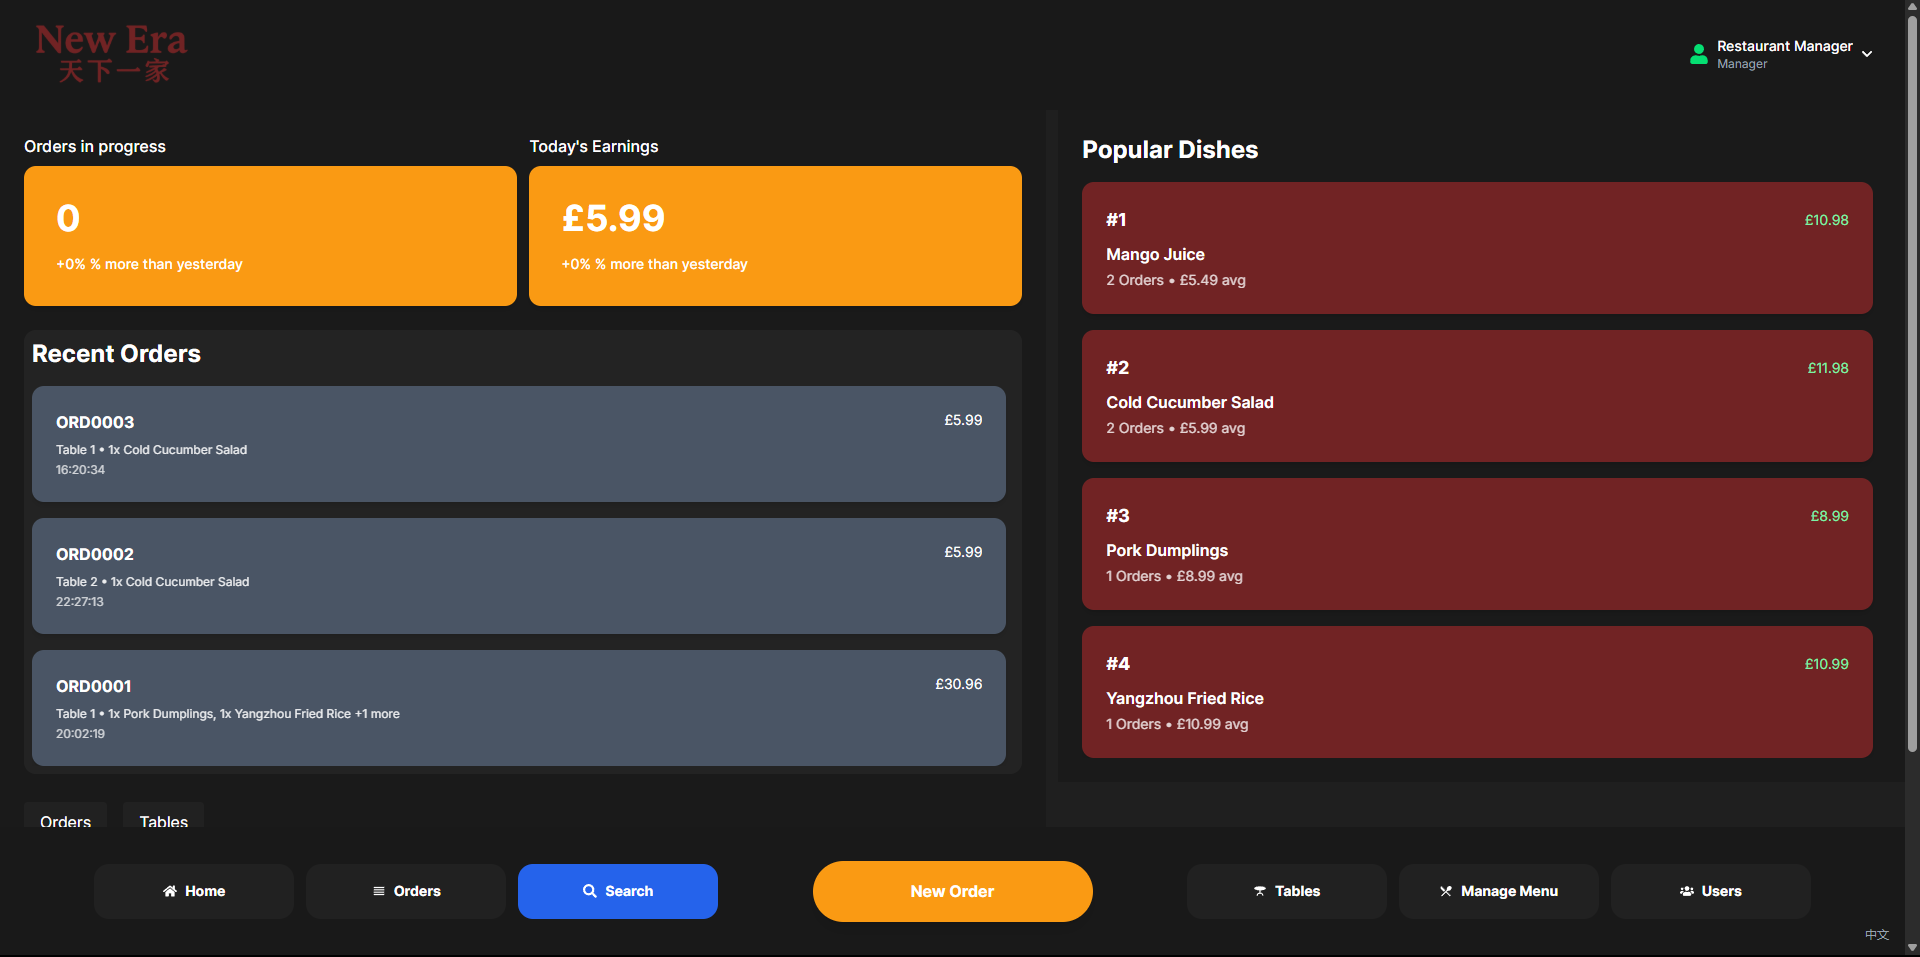 New Era
天下一家
Restaurant Manager
Manager
Orders in progress
0
+0% % more than yesterday
Today's Earnings
£5.99
+0% % more than yesterday
Recent Orders
ORD0003
£5.99
Table 1 • 1x Cold Cucumber Salad
16:20:34
ORD0002
£5.99
Table 2 • 1x Cold Cucumber Salad
22:27:13
ORD0001
£30.96
Table 1 • 1x Pork Dumplings, 1x Yangzhou Fried Rice +1 more
20:02:19
Orders
Tables
Popular Dishes
#1
£10.98
Mango Juice
2 Orders • £5.49 avg
#2
£11.98
Cold Cucumber Salad
2 Orders • £5.99 avg
#3
£8.99
Pork Dumplings
1 Orders • £8.99 avg
#4
£10.99
Yangzhou Fried Rice
1 Orders • £10.99 avg
Home
Orders
Search
New Order
Tables
Manage Menu
Users
中文